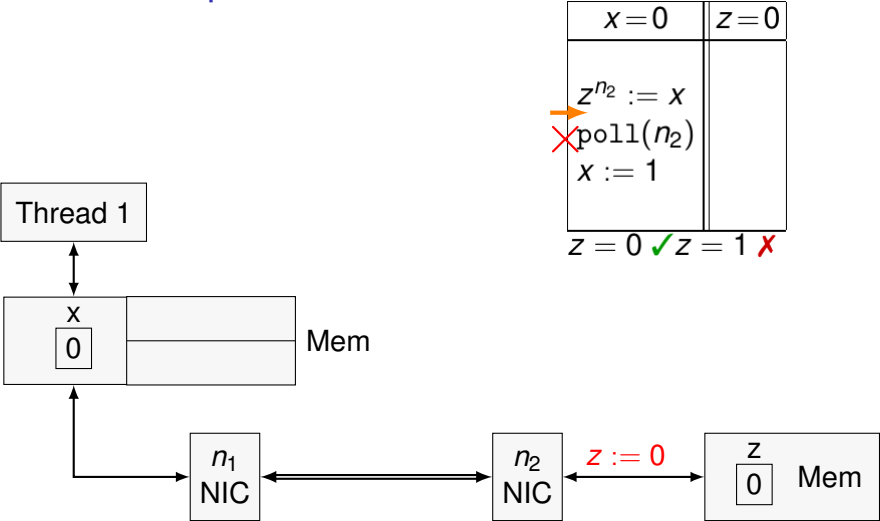 x = 0 z = 0
z^{n_2} := x
poll(n_2)
x := 1
z = 0 ✓ z = 1 ✗
Thread 1
x
0
Mem
n_1
NIC
n_2
NIC
z := 0
z
0
Mem